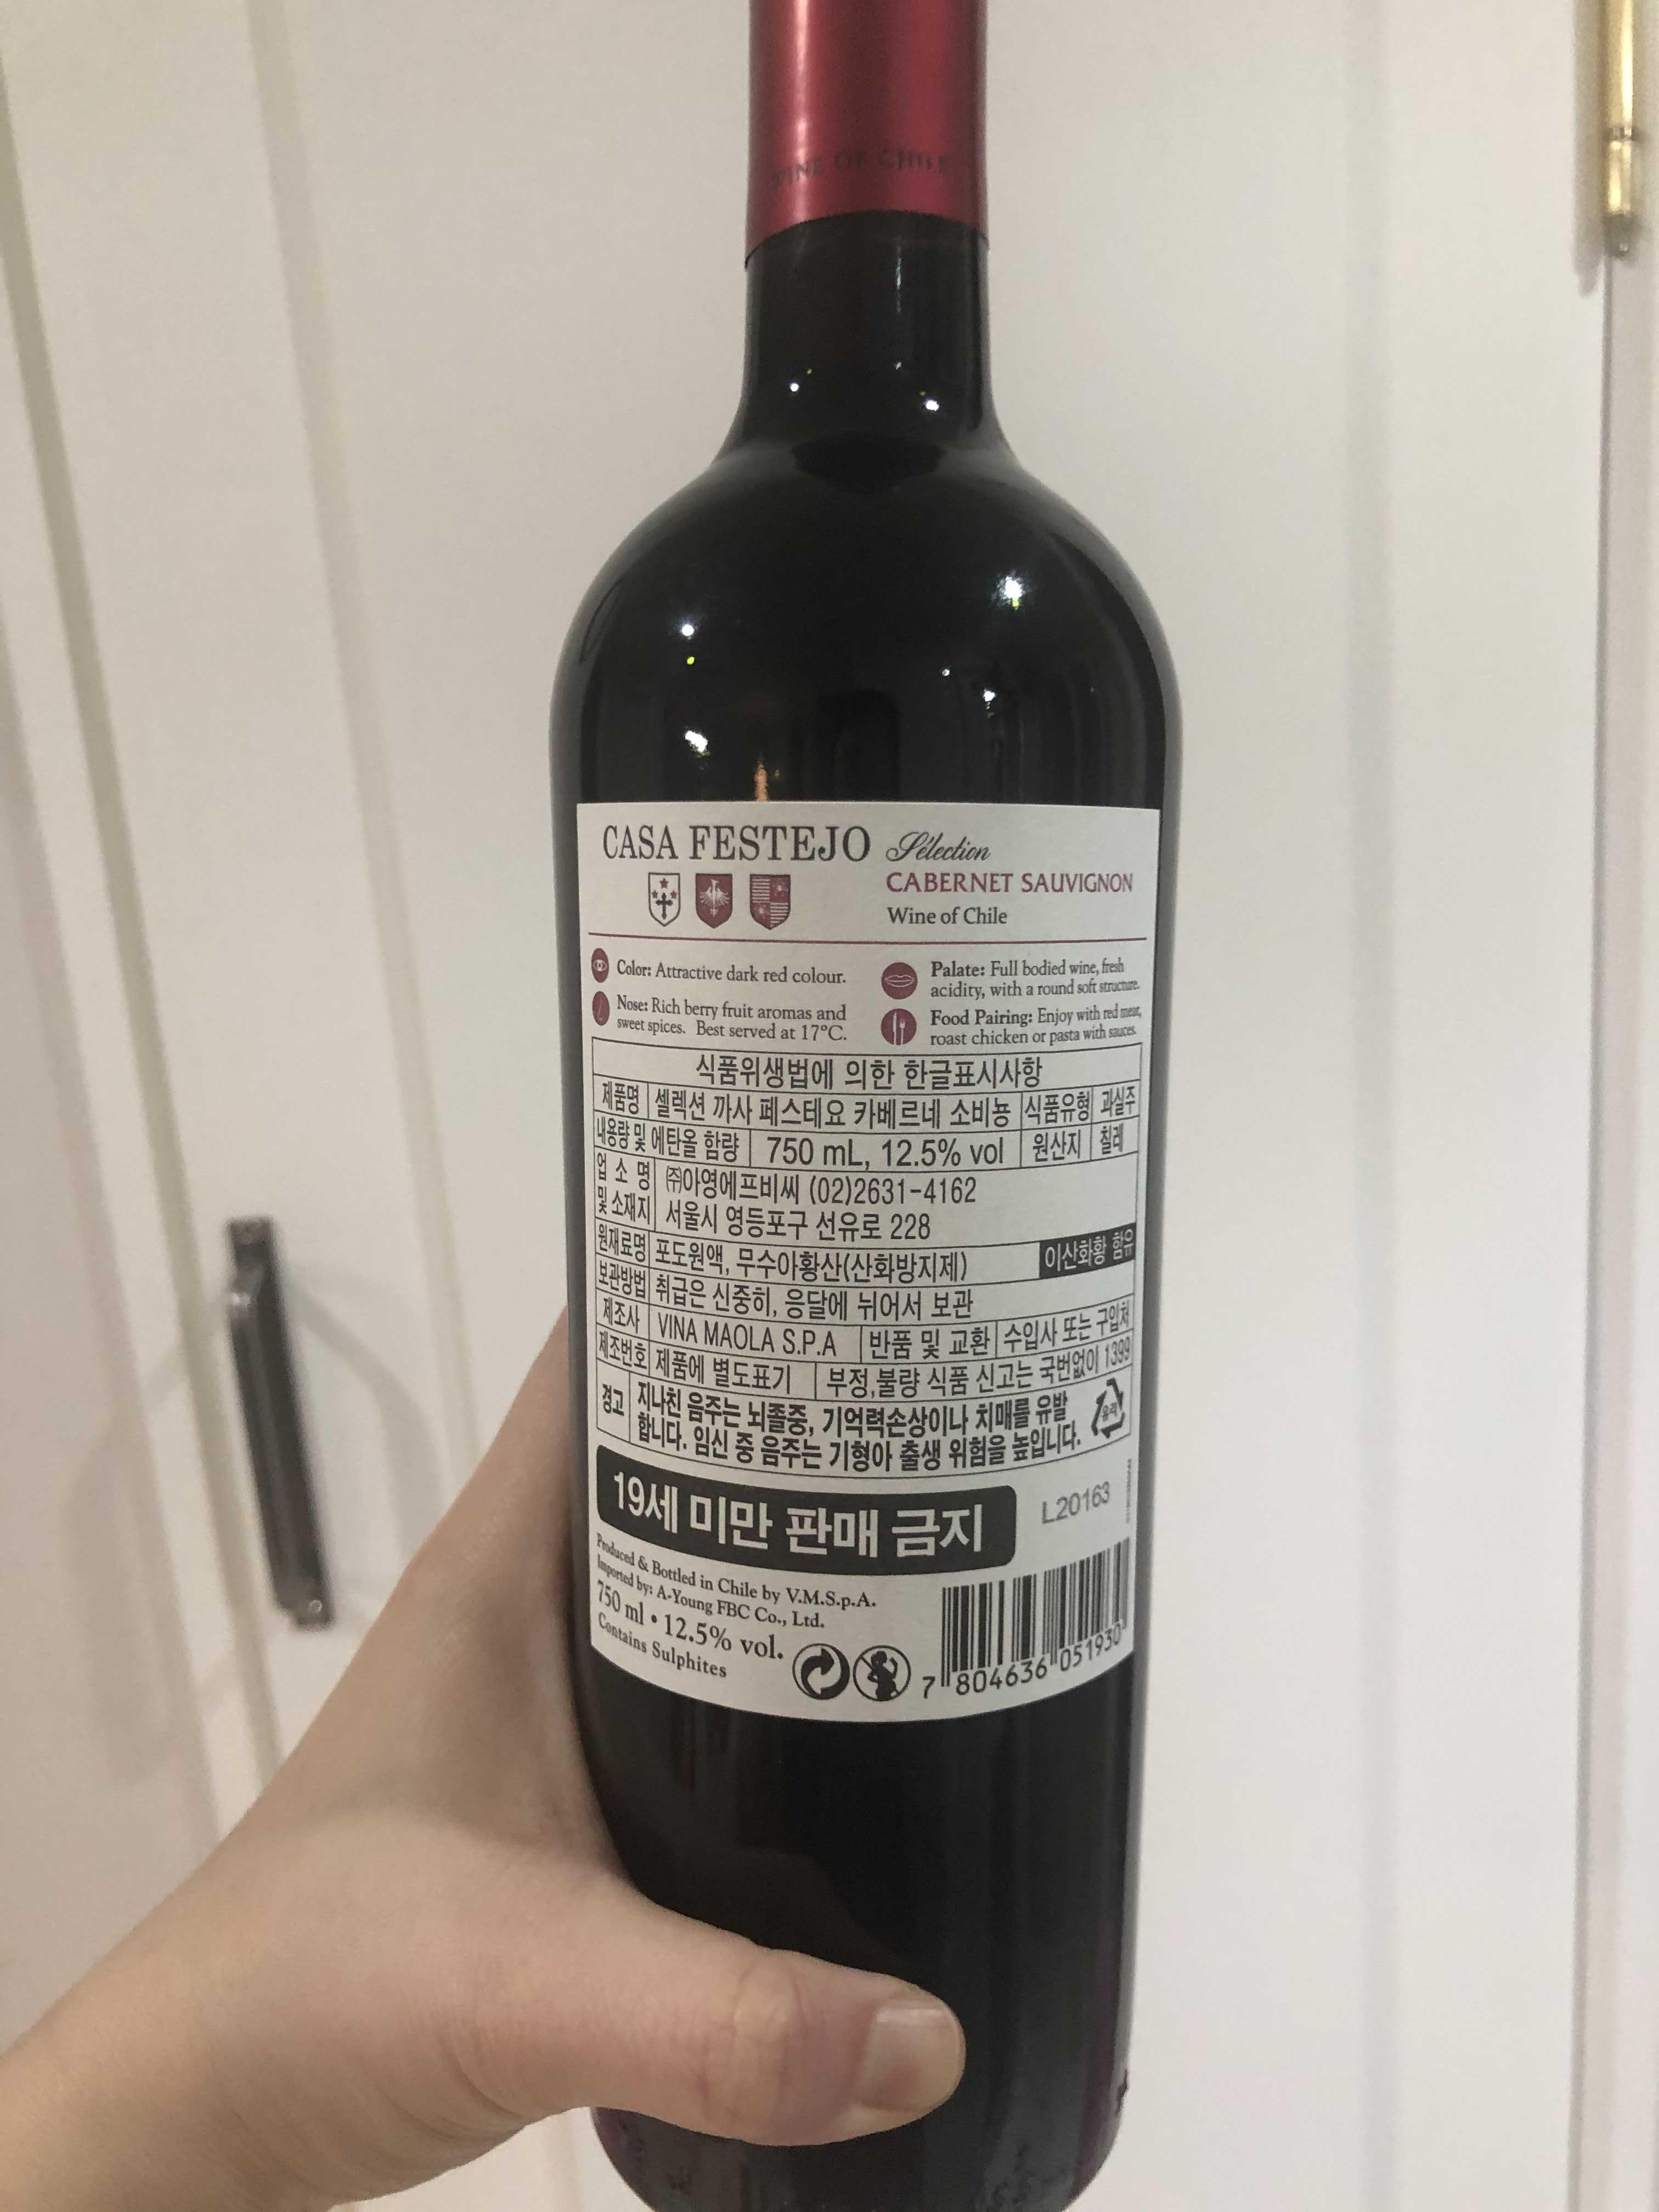 WINE OF CHILE
CASA FESTEJO Sélection
CABERNET SAUVIGNON
Wine of Chile
Color: Attractive dark red colour.
Nose: Rich berry fruit aromas and
sweet spices. Best served at 17°C.
Palate: Full bodied wine, fresh
acidity, with a round soft structure.
Food Pairing: Enjoy with red meat,
roast chicken or pasta with sauces.
식품위생법에 의한 한글표시사항
제품명 셀렉션 까사 페스테요 카베르네 소비뇽 식품유형 과실주
내용량 및 에탄올 함량 750 mL, 12.5% vol 원산지 칠레
업소명 ㈜아영에프비씨 (02)2631-4162
및 소재지 서울시 영등포구 선유로 228
원재료명 포도원액, 무수아황산(산화방지제) 이산화황 함유
보관방법 취급은 신중히, 응달에 뉘어서 보관
제조사 VINA MAOLA S.P.A 반품 및 교환 수입사 또는 구입처
제조번호 제품에 별도표기 부정,불량 식품 신고는 국번없이 1399
경고 지나친 음주는 뇌졸중, 기억력손상이나 치매를 유발
합니다. 임신 중 음주는 기형아 출생 위험을 높입니다.
유리
19세 미만 판매 금지
L20163
Produced & Bottled in Chile by V.M.S.p.A.
Imported by: A-Young FBC Co., Ltd.
750 ml • 12.5% vol.
Contains Sulphites
7 804636 051930